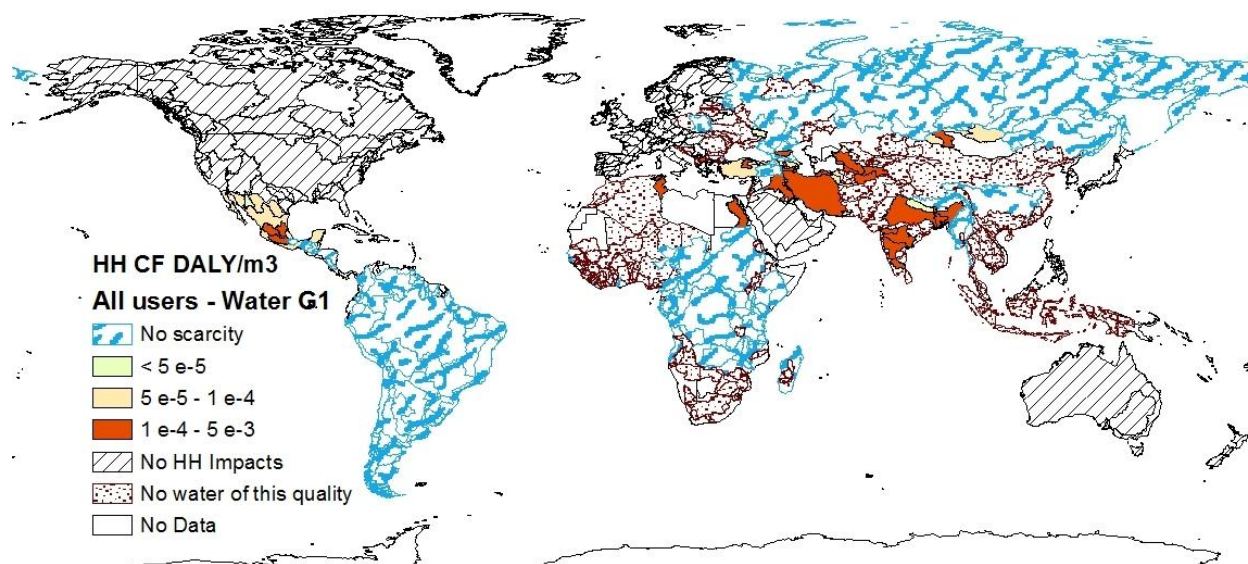 HH CF DALY/m3
All users - Water G1
No scarcity
< 5 e-5
5 e-5 - 1 e-4
1 e-4 - 5 e-3
No HH Impacts
No water of this quality
No Data